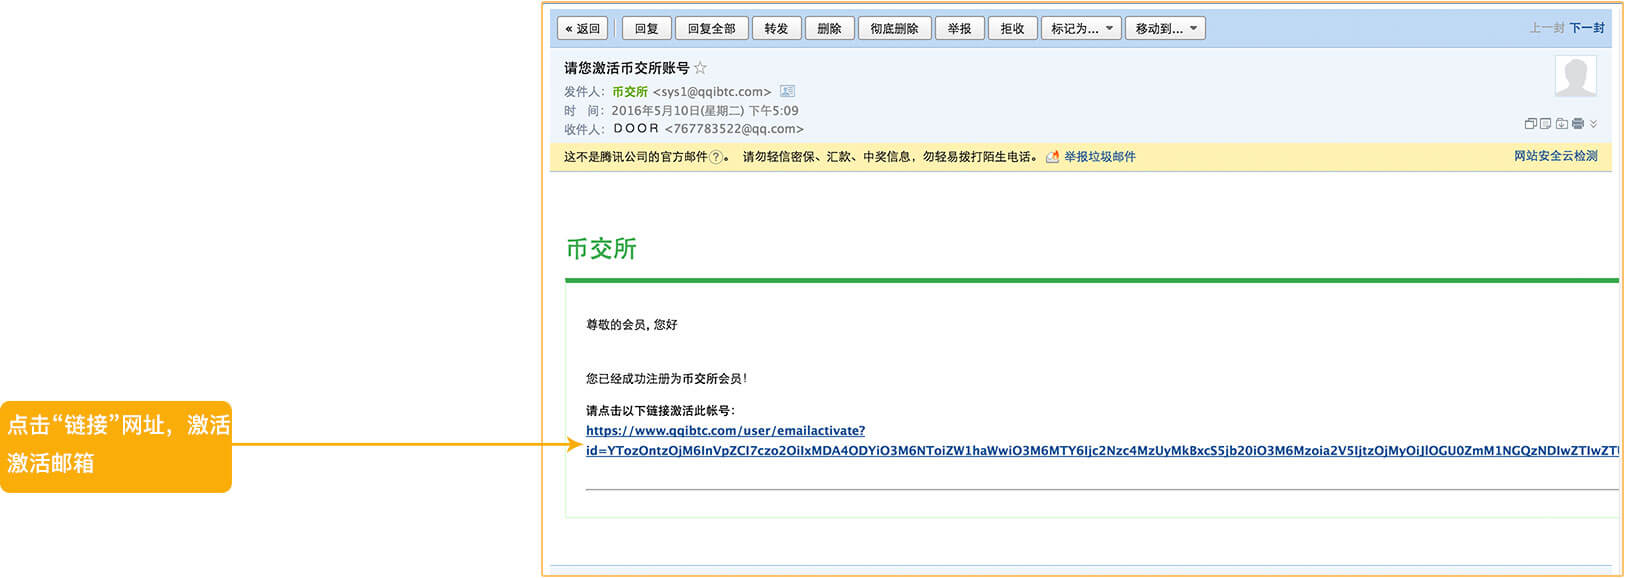 « 返回 回复 回复全部 转发 删除 彻底删除 举报 拒收 标记为... 移动到... 上一封 下一封
请您激活币交所账号☆
发件人：币交所 <sys1@qqibtc.com>
时 间：2016年5月10日(星期二) 下午5:09
收件人：DOOR <767783522@qq.com>
这不是腾讯公司的官方邮件?。 请勿轻信密保、汇款、中奖信息，勿轻易拨打陌生电话。 举报垃圾邮件 网站安全云检测
币交所
尊敬的会员, 您好
您已经成功注册为币交所会员！
请点击以下链接激活此帐号：
https://www.qqibtc.com/user/emailactivate?
id=YTozOntzOjM6InVpZCI7czo2OiIxMDA4ODYiO3M6NToiZW1haWwiO3M6MTY6Ijc2Nzc4MzUyMkBxcS5jb20iO3M6Mzoia2V5IjtzOjMyOiJlOGU0ZmM1NGQzNDIwZTIwZTU
点击“链接”网址，激活
激活邮箱